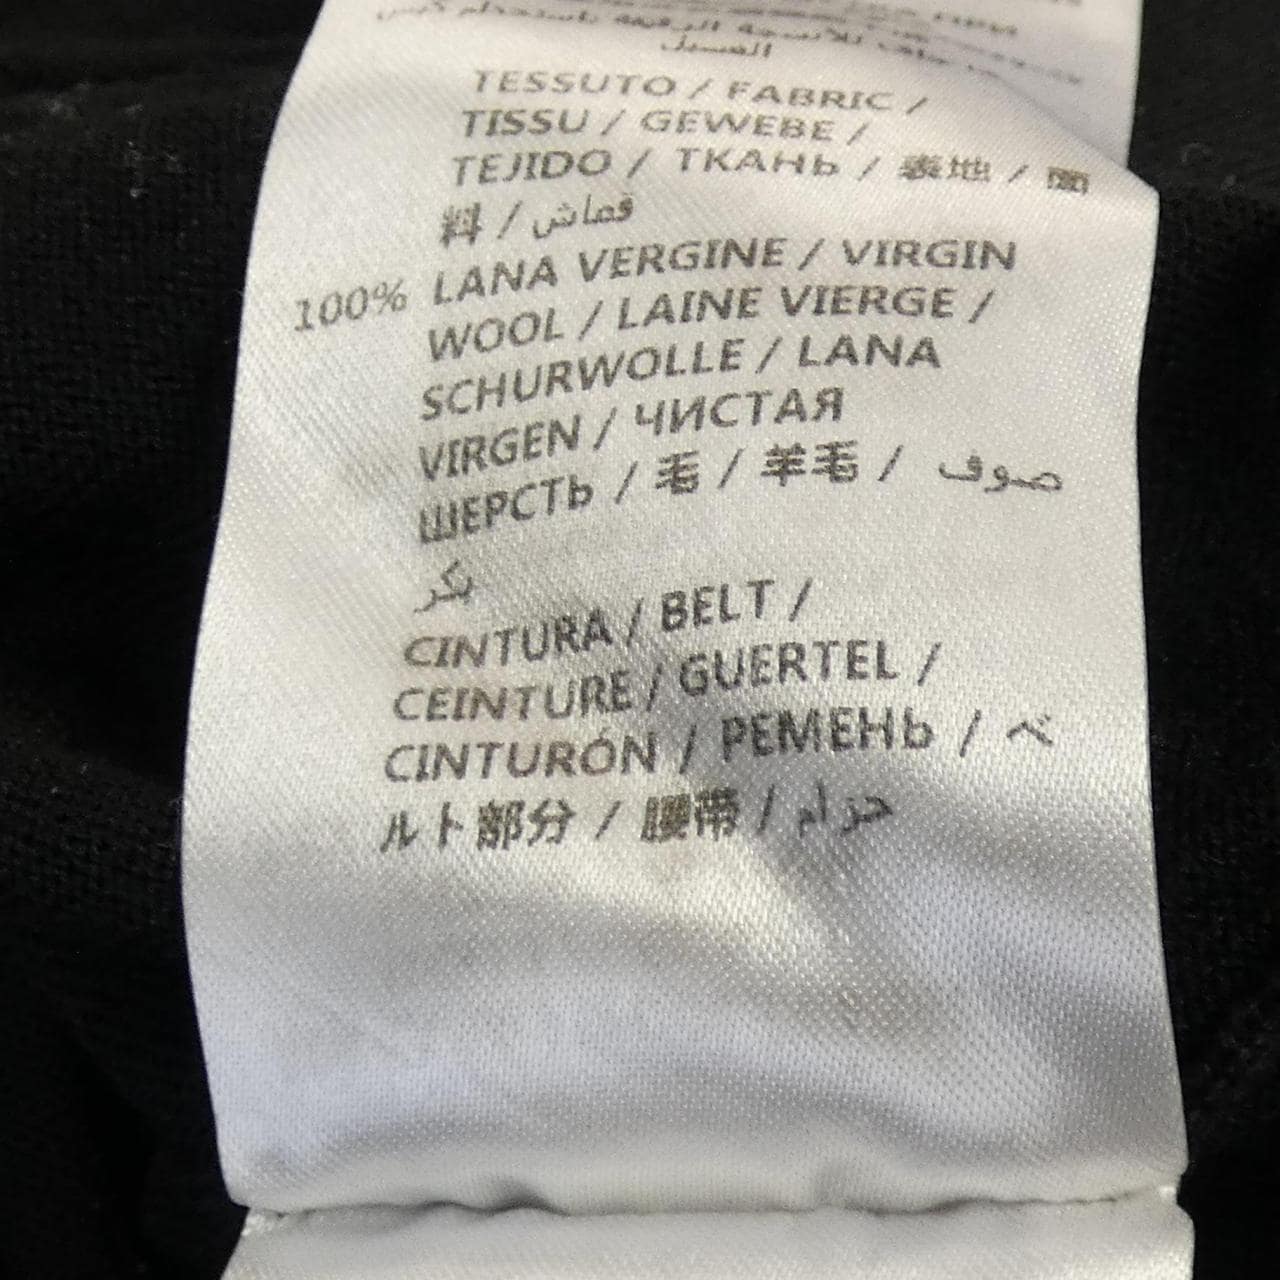 الغسيل
TESSUTO / FABRIC /
TISSU / GEWEBE /
TEJIDO / ТКАНЬ / 表地 / 面
料 / قماش
100% LANA VERGINE / VIRGIN
WOOL / LAINE VIERGE /
SCHURWOLLE / LANA
VIRGEN / ЧИСТАЯ
ШЕРСТЬ / 毛 / 羊毛 / صوف
بكر
CINTURA / BELT /
CEINTURE / GUERTEL /
CINTURÓN / РЕМЕНЬ / ベ
ルト部分 / 腰带 / حزام